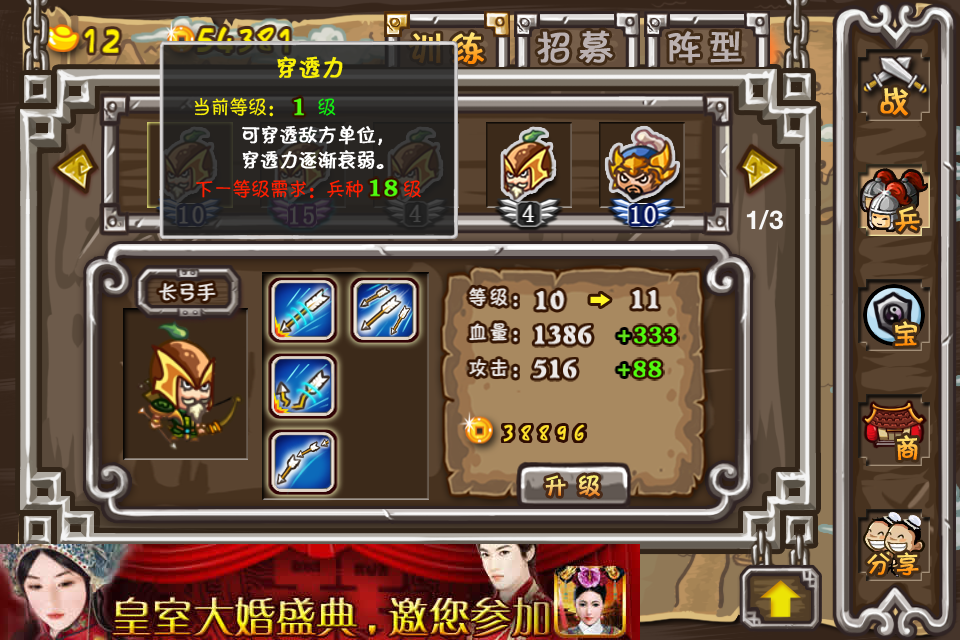 12
54381
训练
招募
阵型
穿透力
当前等级：1 级
可穿透敌方单位，
穿透力逐渐衰弱。
下一等级需求：兵种18级
10
15
4
4
10
1/3
战
兵
宝
商
分享
长弓手
等级：10 11
血量：1386 +333
攻击：516 +88
38896
升级
皇室大婚盛典，邀您参加